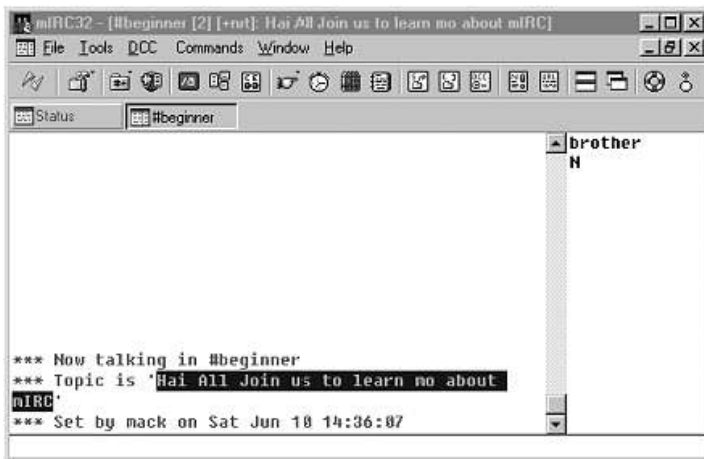 mIRC32 - [#beginner [2] [+nrt]: Hai All Join us to learn mo about mIRC]
File Tools DCC Commands Window Help
Status #beginner
brother
N
*** Now talking in #beginner
*** Topic is 'Hai All Join us to learn mo about
mIRC'
*** Set by mack on Sat Jun 10 14:36:07